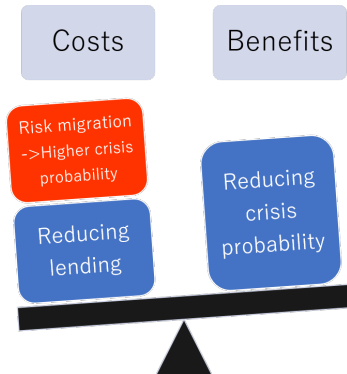 Costs
Benefits
Risk migration
->Higher crisis
probability
Reducing
lending
Reducing
crisis
probability